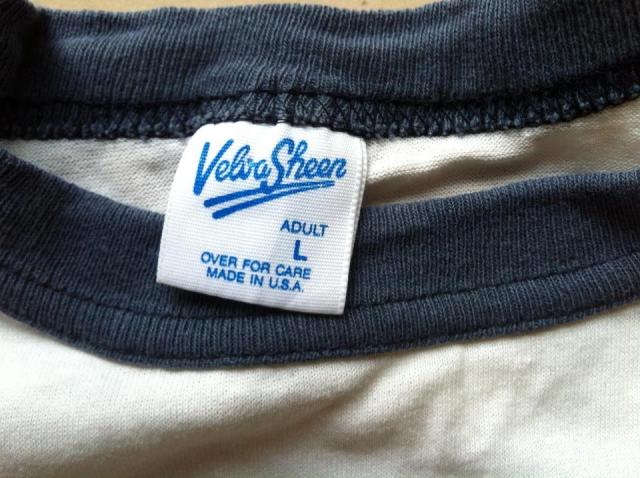 Velva Sheen
ADULT
L
OVER FOR CARE
MADE IN U.S.A.